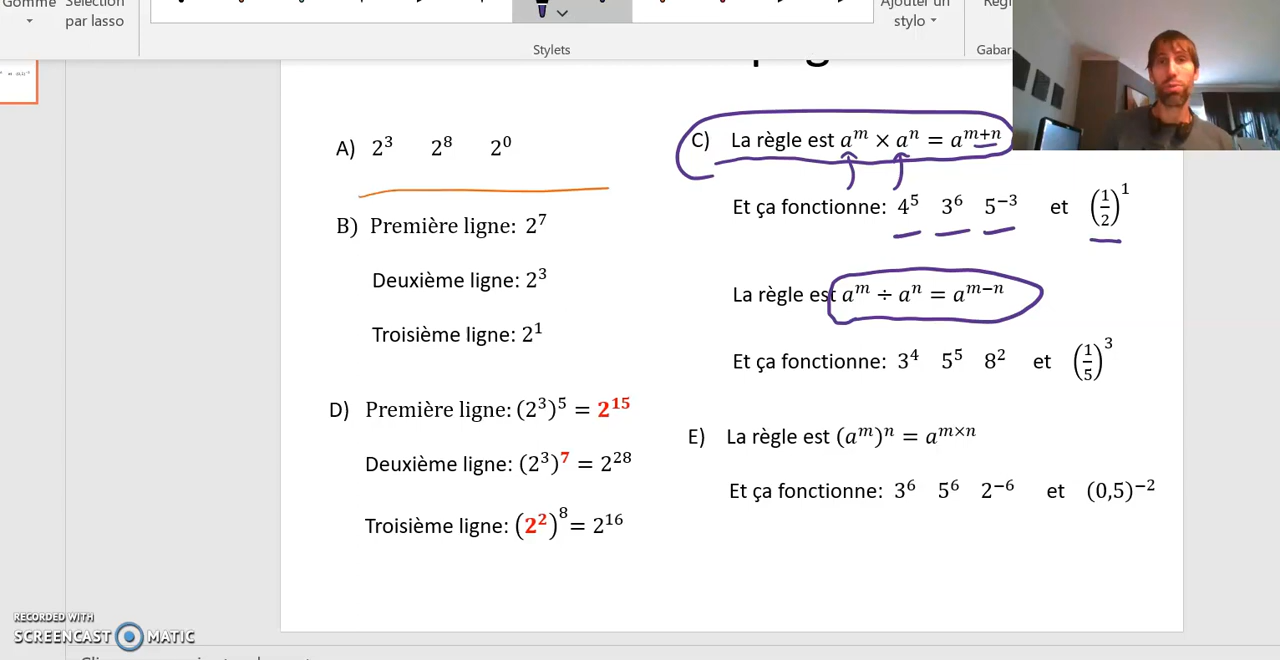 Gomme
Sélection
par lasso
Stylets
Ajouter un
stylo
Règl
Gabar
A) 2³ 2⁸ 2⁰
B) Première ligne: 2⁷
Deuxième ligne: 2³
Troisième ligne: 2¹
D) Première ligne: (2³)⁵ = 2¹⁵
Deuxième ligne: (2³)⁷ = 2²⁸
Troisième ligne: (2²)⁸ = 2¹⁶
C) La règle est aᵐ × aⁿ = aᵐ⁺ⁿ
Et ça fonctionne: 4⁵ 3⁶ 5⁻³ et (1/2)¹
La règle est aᵐ ÷ aⁿ = aᵐ⁻ⁿ
Et ça fonctionne: 3⁴ 5⁵ 8² et (1/5)³
E) La règle est (aᵐ)ⁿ = aᵐˣⁿ
Et ça fonctionne: 3⁶ 5⁶ 2⁻⁶ et (0,5)⁻²
RECORDED WITH
SCREENCAST MATIC